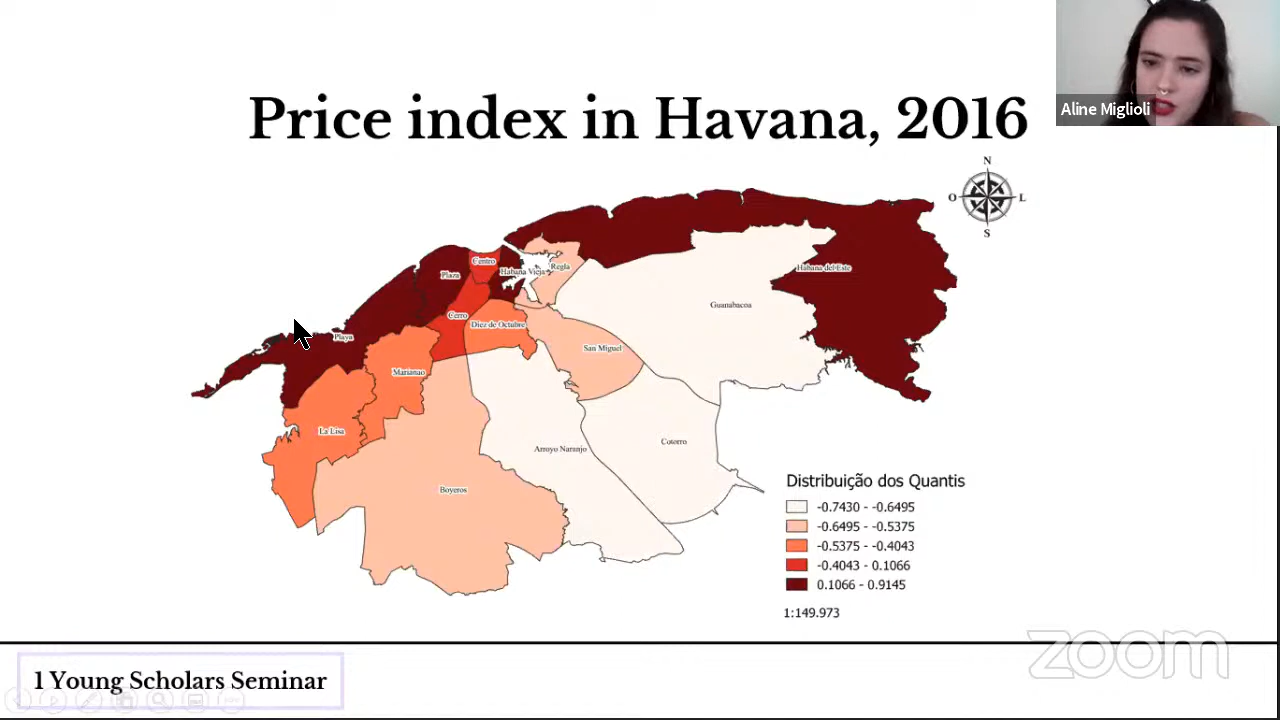 Aline Miglioli
Price index in Havana, 2016
N
O
L
S
Centro
Plaza
Habana Vieja
Regla
Habana del Este
Guanabacoa
Cerro
Diez de Octubre
Playa
San Miguel
Marianao
La Lisa
Cotorro
Arroyo Naranjo
Boyeros
Distribuição dos Quantis
-0.7430 - -0.6495
-0.6495 - -0.5375
-0.5375 - -0.4043
-0.4043 - 0.1066
0.1066 - 0.9145
1:149.973
zoom
1 Young Scholars Seminar